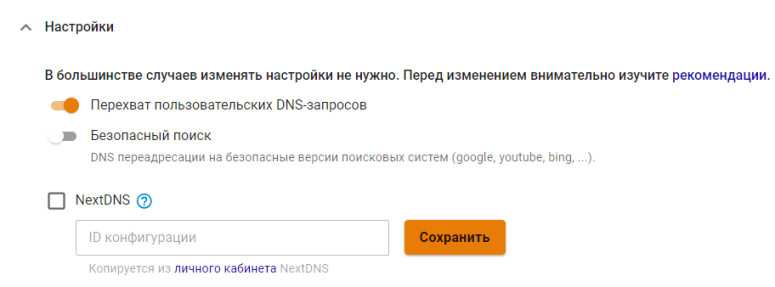 Настройки
В большинстве случаев изменять настройки не нужно. Перед изменением внимательно изучите рекомендации.
Перехват пользовательских DNS-запросов
Безопасный поиск
DNS переадресации на безопасные версии поисковых систем (google, youtube, bing, ...).
NextDNS ?
ID конфигурации
Сохранить
Копируется из личного кабинета NextDNS